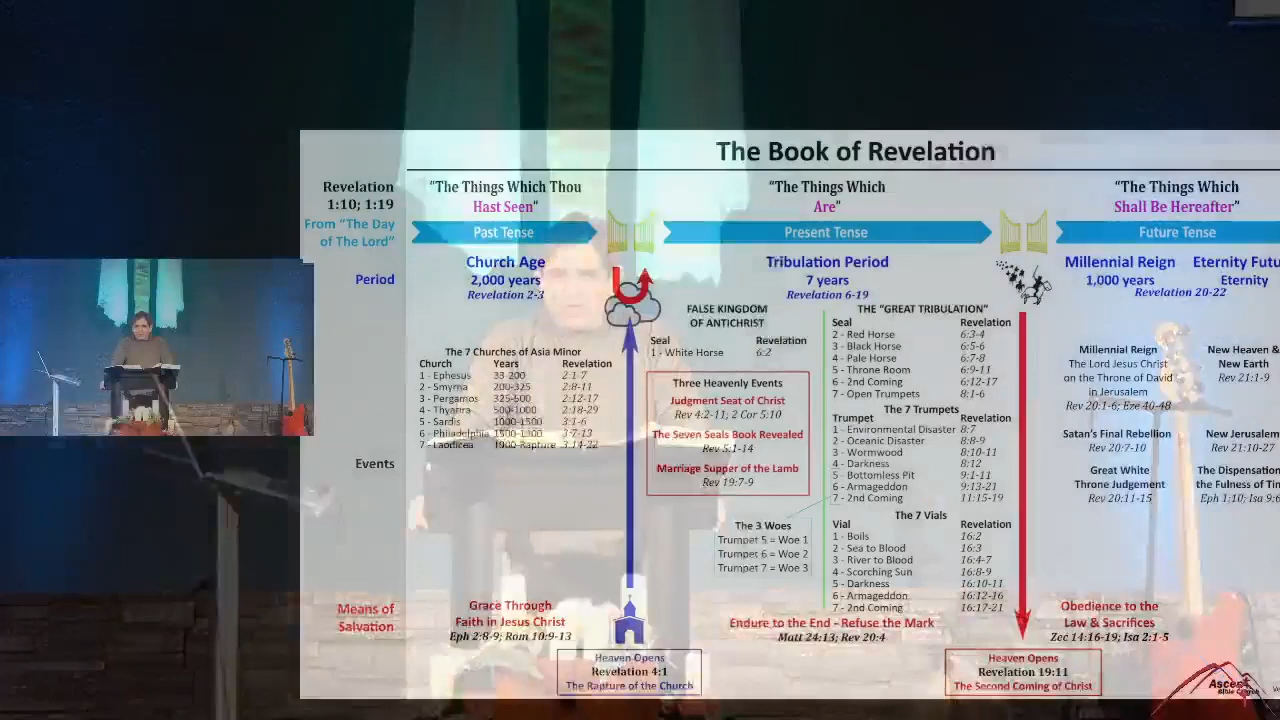 The Book of Revelation
Revelation
1:10; 1:19
"The Things Which Thou
Hast Seen"
"The Things Which
Are"
"The Things Which
Shall Be Hereafter"
From "The Day
of The Lord"
Past Tense
Present Tense
Future Tense
Period
Church Age
2,000 years
Revelation 2-3
Tribulation Period
7 years
Revelation 6-19
Millennial Reign
1,000 years
Eternity Futu
Eternity
Revelation 20-22
The 7 Churches of Asia Minor
Church Years Revelation
1 - Ephesus 33-200 2:1-7
2 - Smyrna 200-325 2:8-11
3 - Pergamos 325-500 2:12-17
4 - Thyatira 500-1000 2:18-29
5 - Sardis 1000-1500 3:1-6
6 - Philadelphia 3:7-13
7 - Laodicea 1900-Rapture 3:14-22
FALSE KINGDOM
OF ANTICHRIST
Seal Revelation
1 - White Horse 6:2
Three Heavenly Events
Judgment Seat of Christ
Rev 4:2-11; 2 Cor 5:10
The Seven Seals Book Revealed
Rev 5:1-14
Marriage Supper of the Lamb
Rev 19:7-9
The 3 Woes
Trumpet 5 = Woe 1
Trumpet 6 = Woe 2
Trumpet 7 = Woe 3
THE "GREAT TRIBULATION"
Seal Revelation
2 - Red Horse 6:3-4
3 - Black Horse 6:5-6
4 - Pale Horse 6:7-8
5 - Throne Room 6:9-11
6 - 2nd Coming 6:12-17
7 - Open Trumpets 8:1-6
The 7 Trumpets
Trumpet Revelation
1 - Environmental Disaster 8:7
2 - Oceanic Disaster 8:8-9
3 - Wormwood 8:10-11
4 - Darkness 8:12
5 - Bottomless Pit 9:1-11
6 - Armageddon 9:13-21
7 - 2nd Coming 11:15-19
The 7 Vials
Vial Revelation
1 - Boils 16:2
2 - Sea to Blood 16:3
3 - River to Blood 16:4-7
4 - Scorching Sun 16:8-9
5 - Darkness 16:10-11
6 - Armageddon 16:12-16
7 - 2nd Coming 16:17-21
Millennial Reign
The Lord Jesus Christ
on the Throne of David
in Jerusalem
Rev 20:1-6; Eze 40-48
Satan's Final Rebellion
Rev 20:7-10
Great White
Throne Judgement
Rev 20:11-15
New Heaven &
New Earth
Rev 21:1-9
New Jerusalem
Rev 21:10-27
The Dispensation
the Fulness of Tim
Eph 1:10; Isa 9:6
Events
Means of
Salvation
Grace Through
Faith in Jesus Christ
Eph 2:8-9; Rom 10:9-13
Endure to the End - Refuse the Mark
Matt 24:13; Rev 20:4
Obedience to the
Law & Sacrifices
Zec 14:16-19; Isa 2:1-5
Heaven Opens
Revelation 4:1
The Rapture of the Church
Heaven Opens
Revelation 19:11
The Second Coming of Christ
Ascent
Bible Church